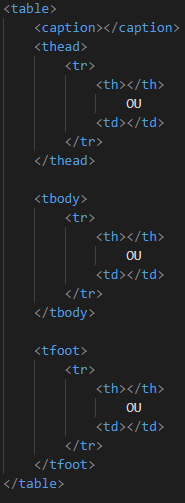 <table>
<caption></caption>
<thead>
<tr>
<th></th>
OU
<td></td>
</tr>
</thead>
<tbody>
<tr>
<th></th>
OU
<td></td>
</tr>
</tbody>
<tfoot>
<tr>
<th></th>
OU
<td></td>
</tr>
</tfoot>
</table>